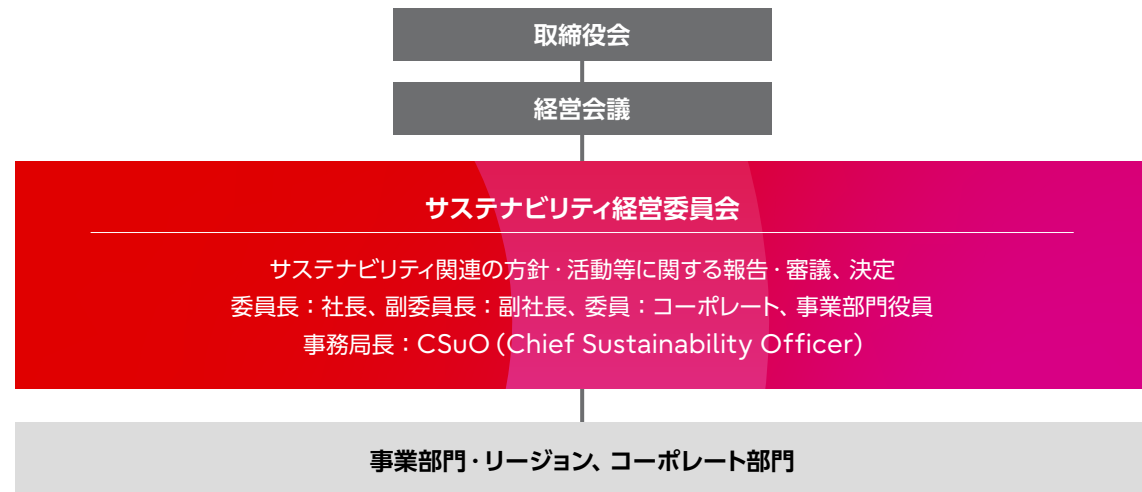 取締役会
経営会議
サステナビリティ経営委員会
サステナビリティ関連の方針・活動等に関する報告・審議、決定
委員長：社長、副委員長：副社長、委員：コーポレート、事業部門役員
事務局長：CSuO（Chief Sustainability Officer）
事業部門・リージョン、コーポレート部門